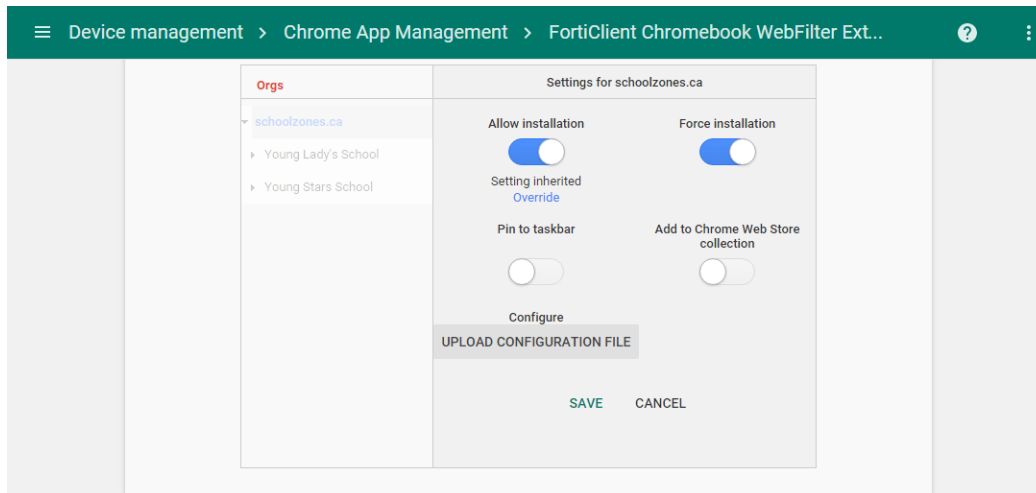 Device management > Chrome App Management > FortiClient Chromebook WebFilter Ext...
Orgs
Settings for schoolzones.ca
schoolzones.ca
Young Lady's School
Young Stars School
Allow installation
Force installation
Setting inherited
Override
Pin to taskbar
Add to Chrome Web Store
collection
Configure
UPLOAD CONFIGURATION FILE
SAVE CANCEL